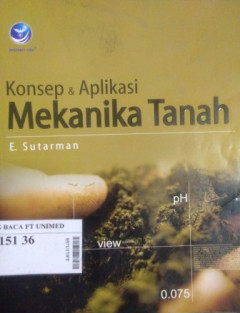 Konsep & Aplikasi
Mekanika Tanah
E. Sutarman
pH
BACA FT UNIMED
151 36
view
0.075